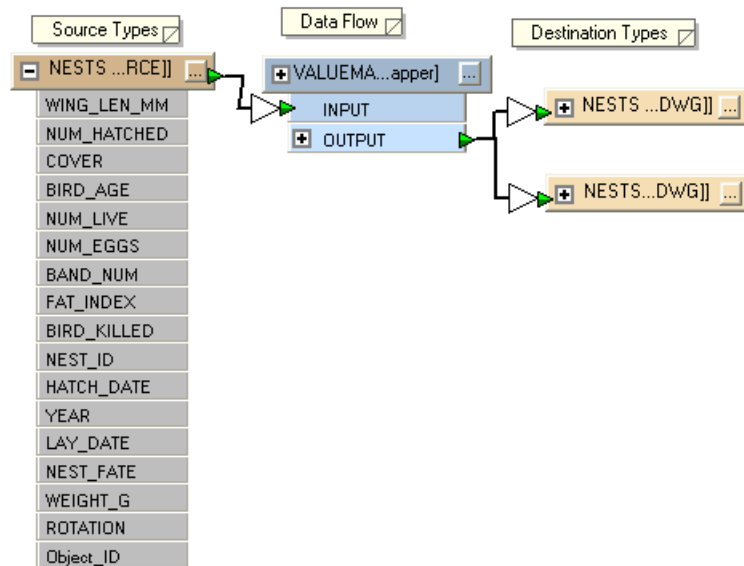 Source Types
Data Flow
Destination Types
NESTS ...RCE]] ...
VALUEMA...apper] ...
NESTS ...DWG]] ...
WING_LEN_MM
INPUT
NUM_HATCHED
OUTPUT
COVER
BIRD_AGE
NESTS...DWG]] ...
NUM_LIVE
NUM_EGGS
BAND_NUM
FAT_INDEX
BIRD_KILLED
NEST_ID
HATCH_DATE
YEAR
LAY_DATE
NEST_FATE
WEIGHT_G
ROTATION
Object_ID